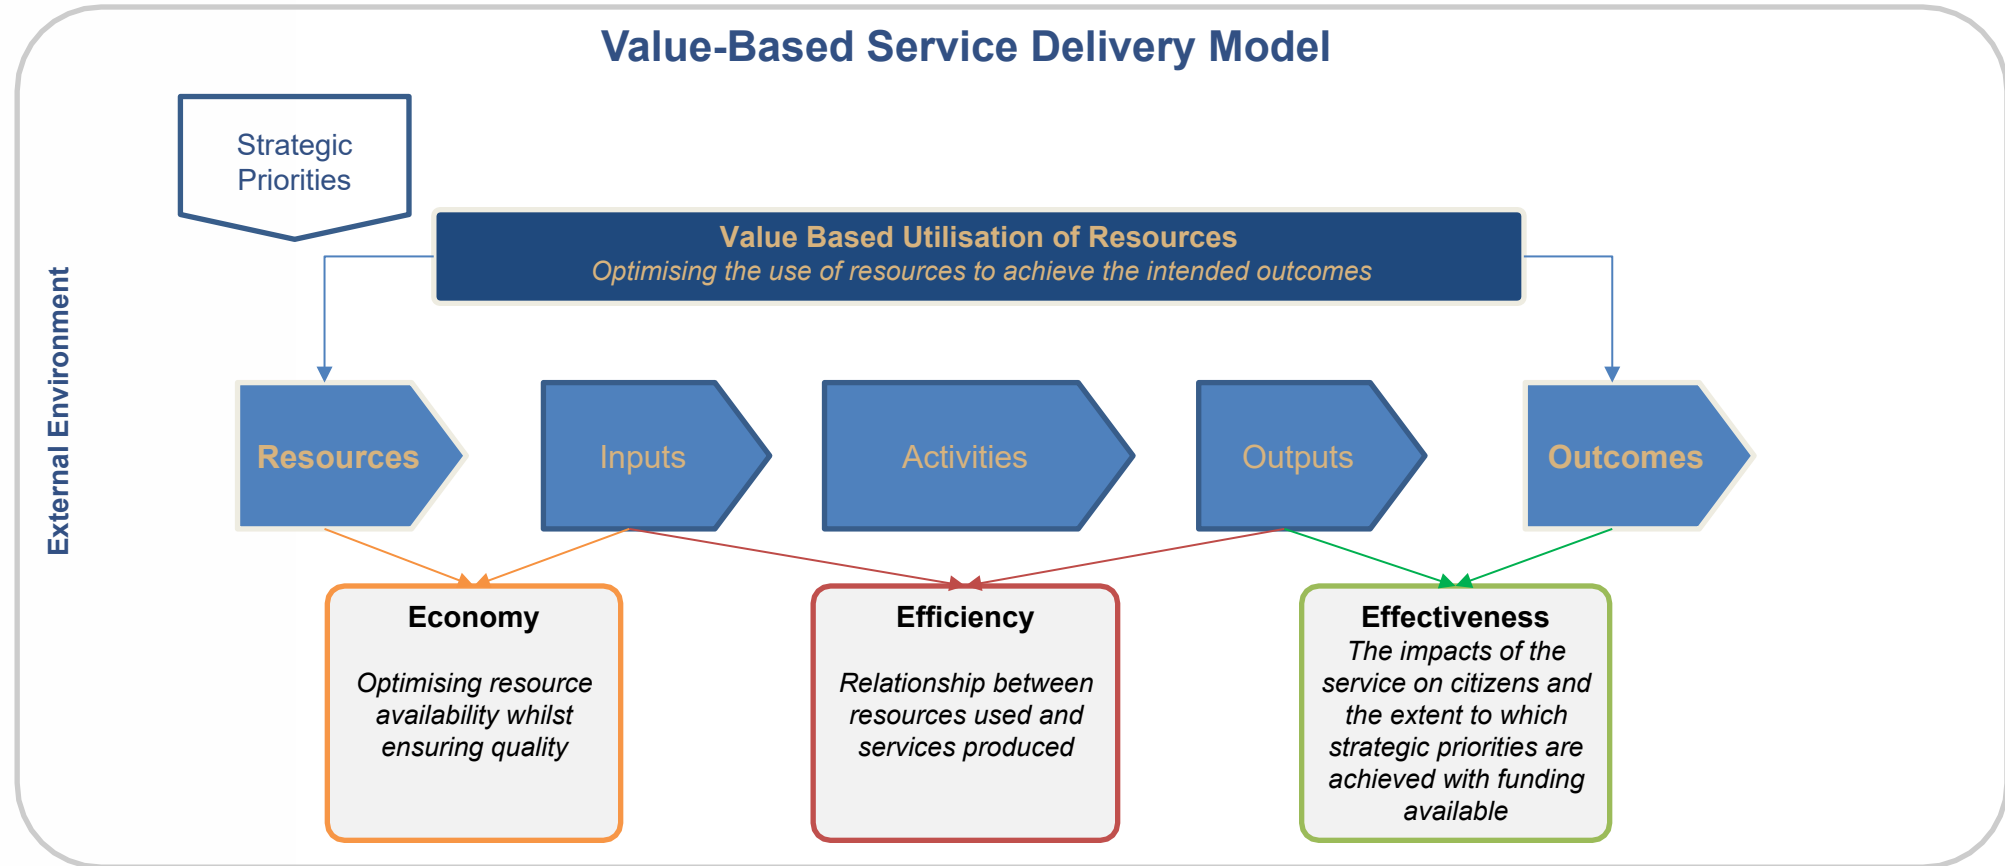 Value-Based Service Delivery Model
Strategic
Priorities
Value Based Utilisation of Resources
Optimising the use of resources to achieve the intended outcomes
External Environment
Resources
Inputs
Activities
Outputs
Outcomes
Economy
Optimising resource
availability whilst
ensuring quality
Efficiency
Relationship between
resources used and
services produced
Effectiveness
The impacts of the
service on citizens and
the extent to which
strategic priorities are
achieved with funding
available